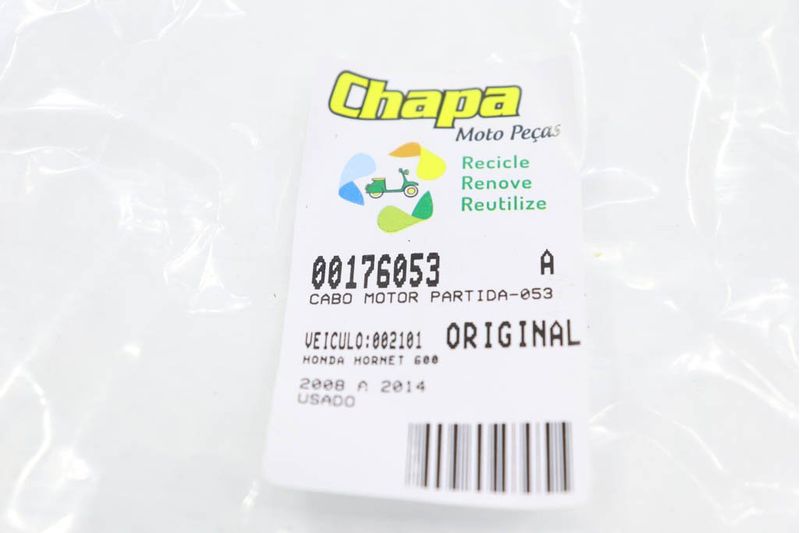 Chapa
Moto Peças
Recicle
Renove
Reutilize
00176053 A
CABO MOTOR PARTIDA-053
VEICULO:002101 ORIGINAL
HONDA HORNET 600
2008 A 2014
USADO